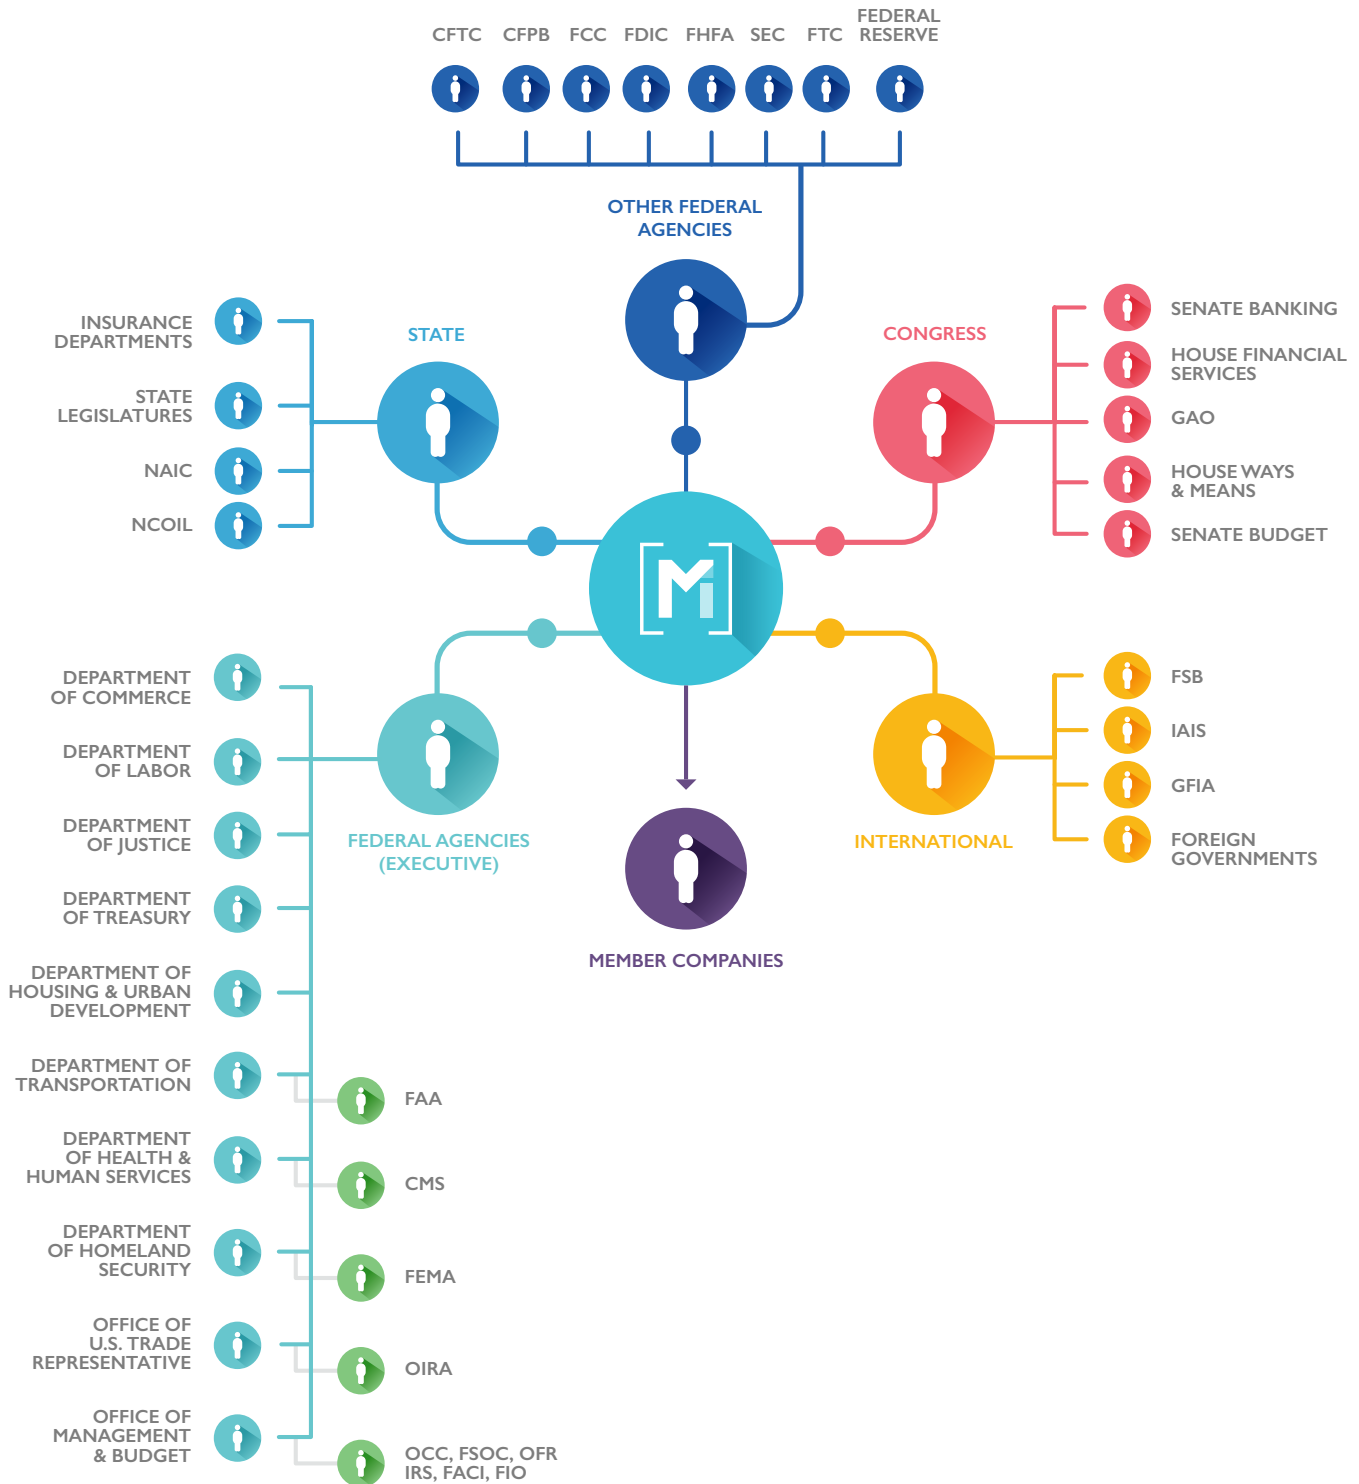 CFTC
CFPB
FCC
FDIC
FHFA
SEC
FTC
FEDERAL
RESERVE
OTHER FEDERAL
AGENCIES
STATE
INSURANCE
DEPARTMENTS
STATE
LEGISLATURES
NAIC
NCOIL
CONGRESS
SENATE BANKING
HOUSE FINANCIAL
SERVICES
GAO
HOUSE WAYS
& MEANS
SENATE BUDGET
[Mi]
FEDERAL AGENCIES
(EXECUTIVE)
DEPARTMENT
OF COMMERCE
DEPARTMENT
OF LABOR
DEPARTMENT
OF JUSTICE
DEPARTMENT
OF TREASURY
DEPARTMENT OF
HOUSING & URBAN
DEVELOPMENT
DEPARTMENT OF
TRANSPORTATION
FAA
DEPARTMENT
OF HEALTH &
HUMAN SERVICES
CMS
DEPARTMENT
OF HOMELAND
SECURITY
FEMA
OFFICE OF
U.S. TRADE
REPRESENTATIVE
OIRA
OFFICE OF
MANAGEMENT
& BUDGET
OCC, FSOC, OFR
IRS, FACI, FIO
INTERNATIONAL
FSB
IAIS
GFIA
FOREIGN
GOVERNMENTS
MEMBER COMPANIES